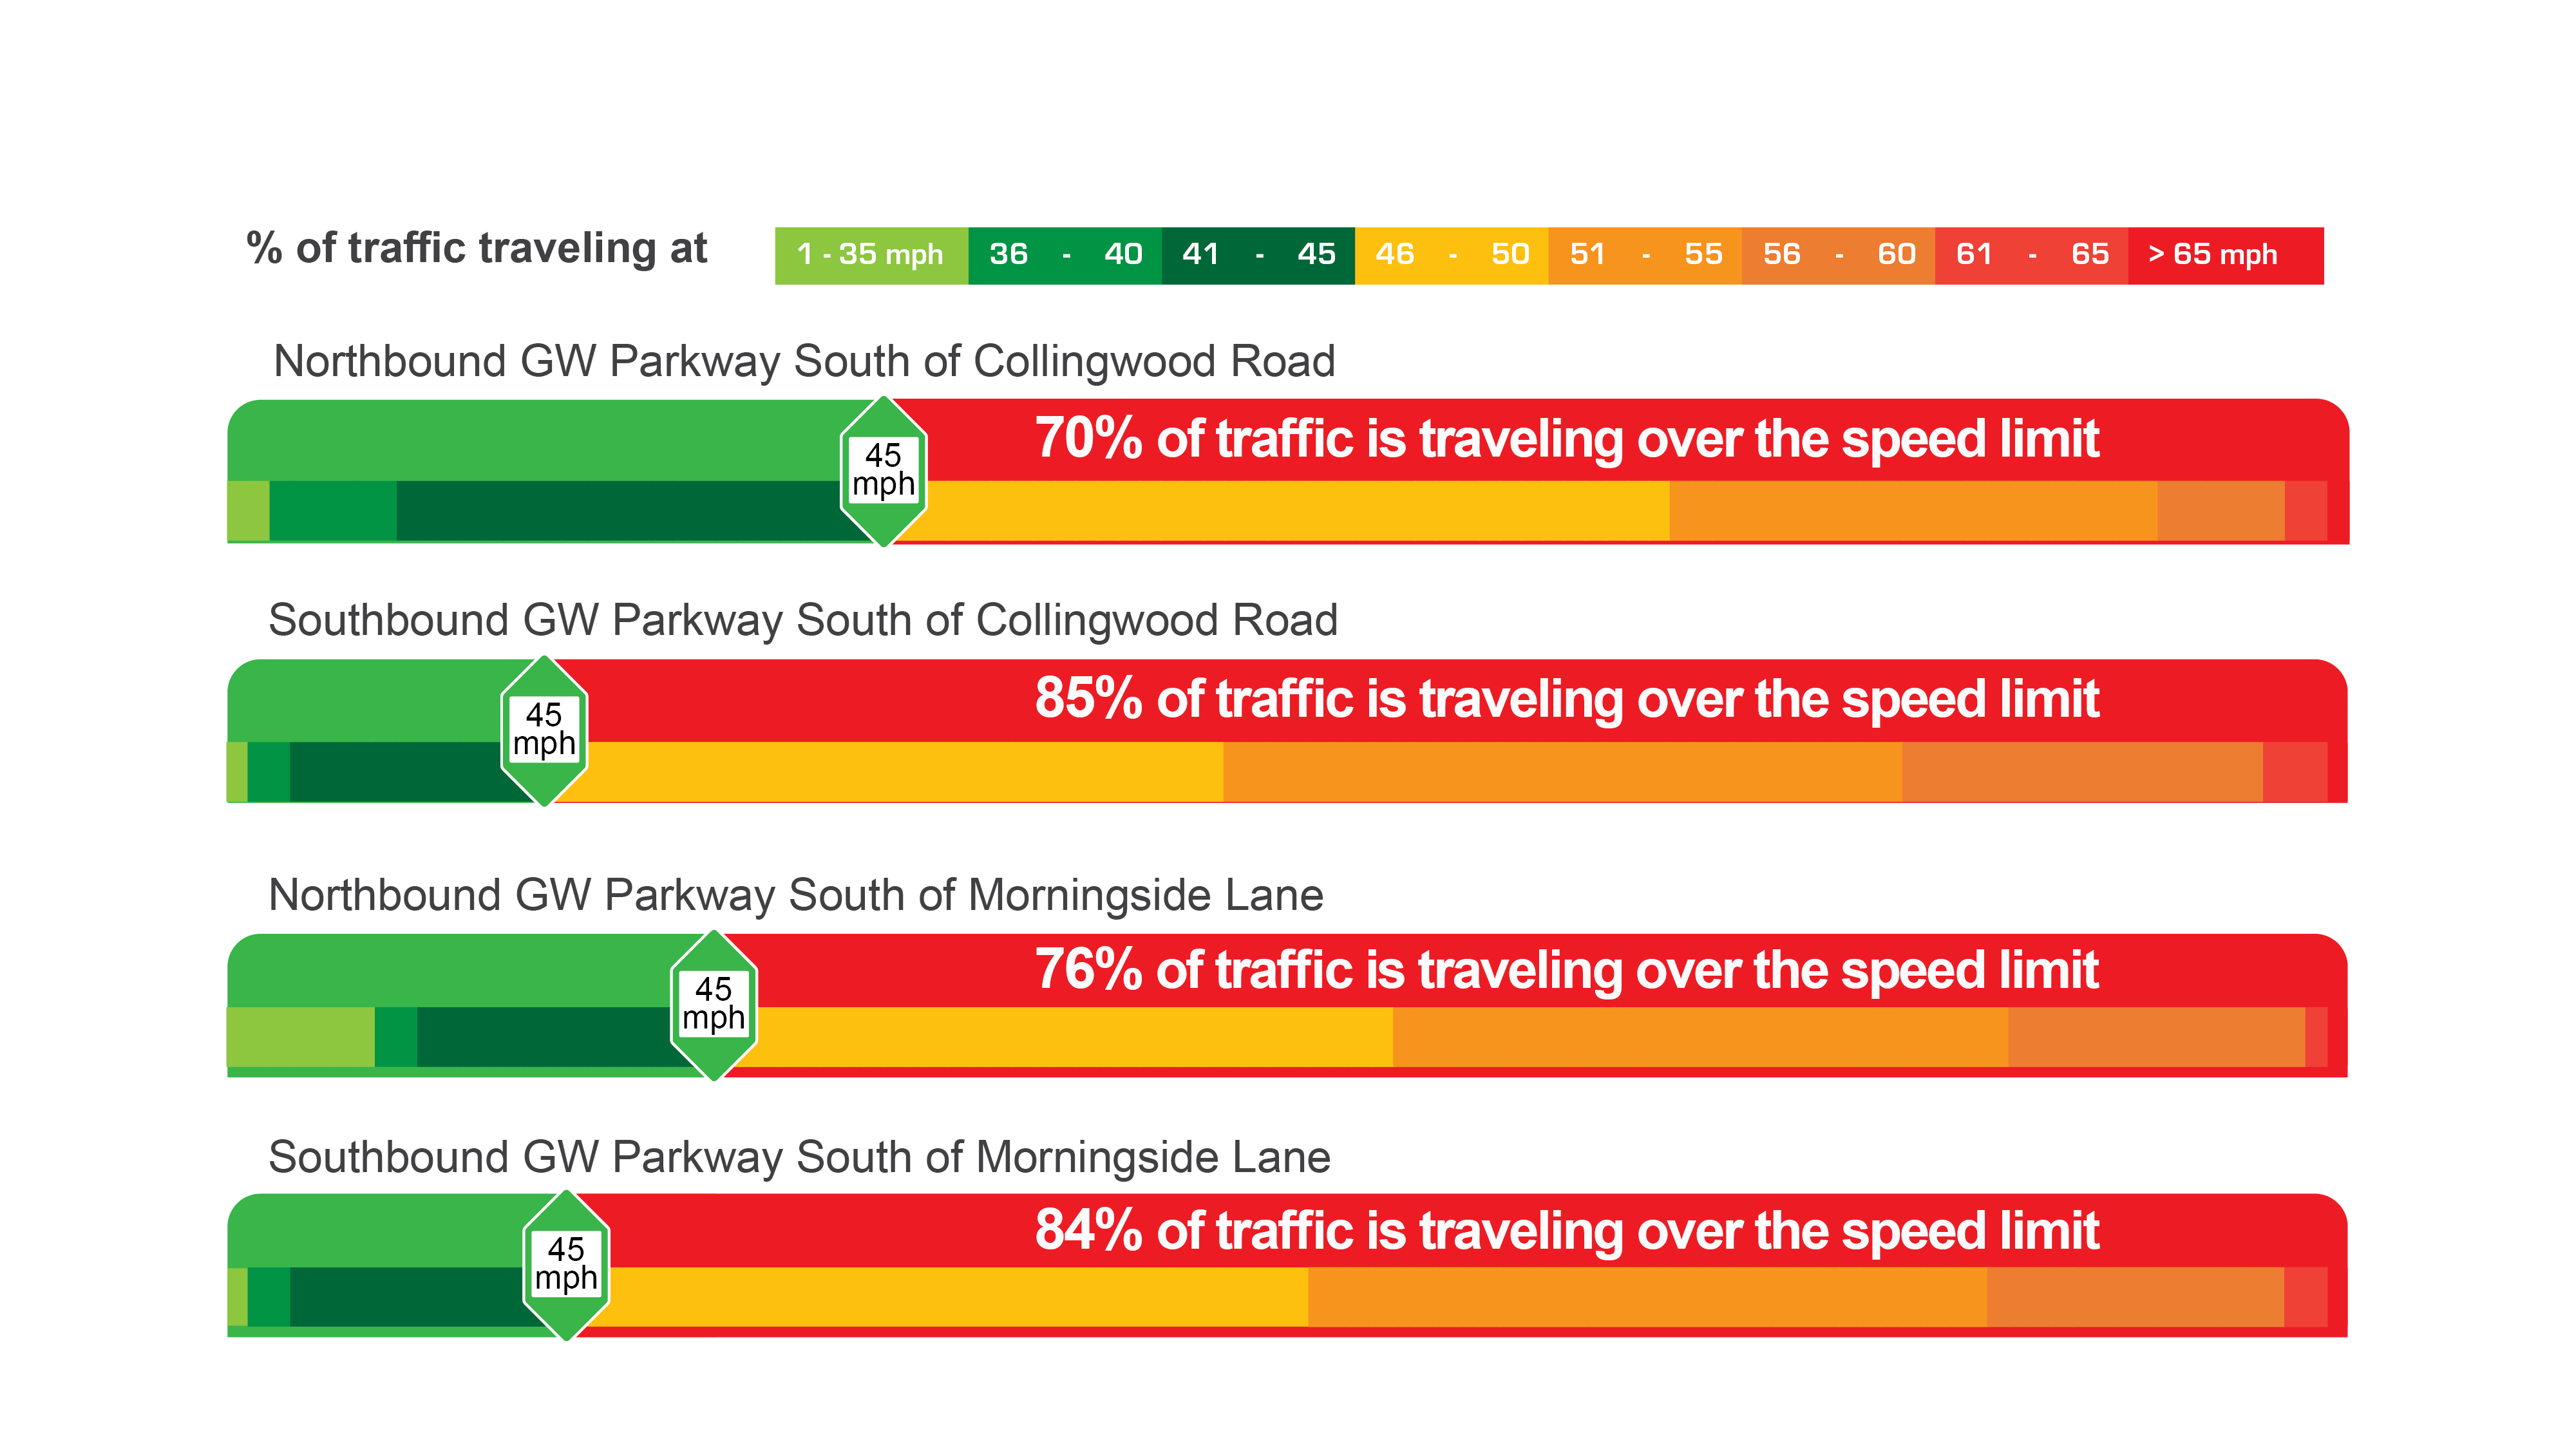 % of traffic traveling at
1 - 35 mph 36 - 40 41 - 45 46 - 50 51 - 55 56 - 60 61 - 65 > 65 mph
Northbound GW Parkway South of Collingwood Road
70% of traffic is traveling over the speed limit
45
mph
Southbound GW Parkway South of Collingwood Road
85% of traffic is traveling over the speed limit
45
mph
Northbound GW Parkway South of Morningside Lane
76% of traffic is traveling over the speed limit
45
mph
Southbound GW Parkway South of Morningside Lane
84% of traffic is traveling over the speed limit
45
mph